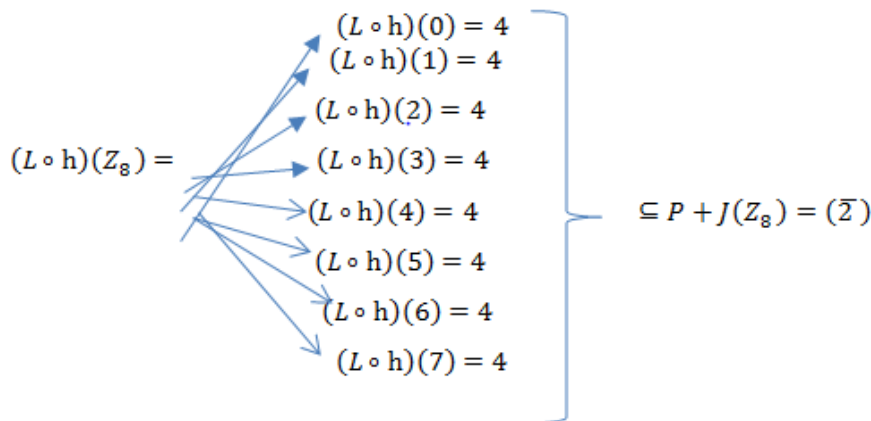 (L∘h)(0) = 4
(L∘h)(1) = 4
(L∘h)(2) = 4
(L∘h)(Z₈) =
(L∘h)(3) = 4
(L∘h)(4) = 4
⊆ P + J(Z₈) = (2̅ )
(L∘h)(5) = 4
(L∘h)(6) = 4
(L∘h)(7) = 4